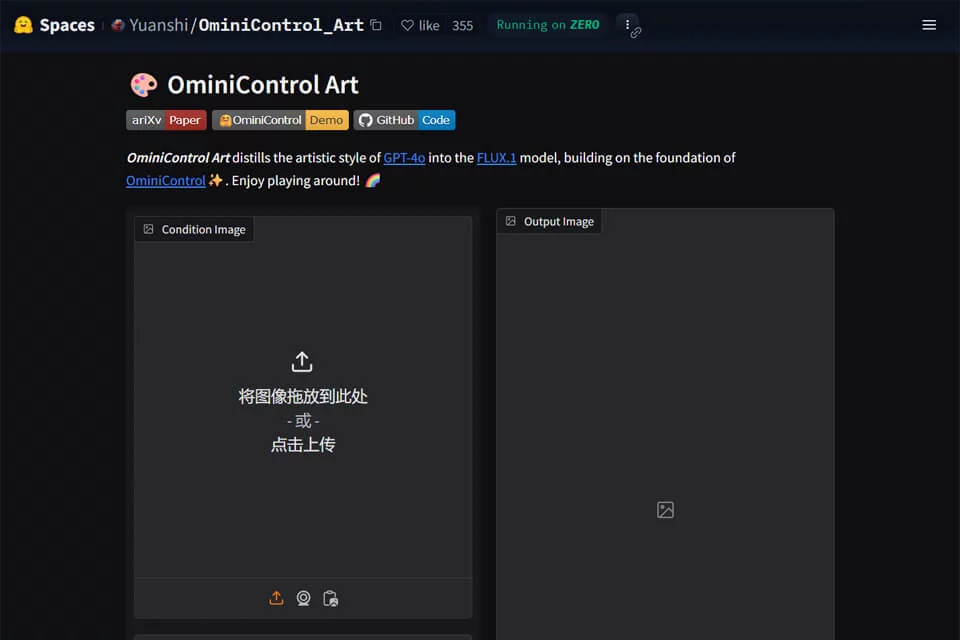 Spaces Yuanshi/OminiControl_Art like 355 Running on ZERO
OminiControl Art
ariXv Paper OminiControl Demo GitHub Code
OminiControl Art distills the artistic style of GPT-4o into the FLUX.1 model, building on the foundation of
OminiControl ✨. Enjoy playing around! 🌈
Condition Image
将图像拖放到此处
- 或 -
点击上传
Output Image